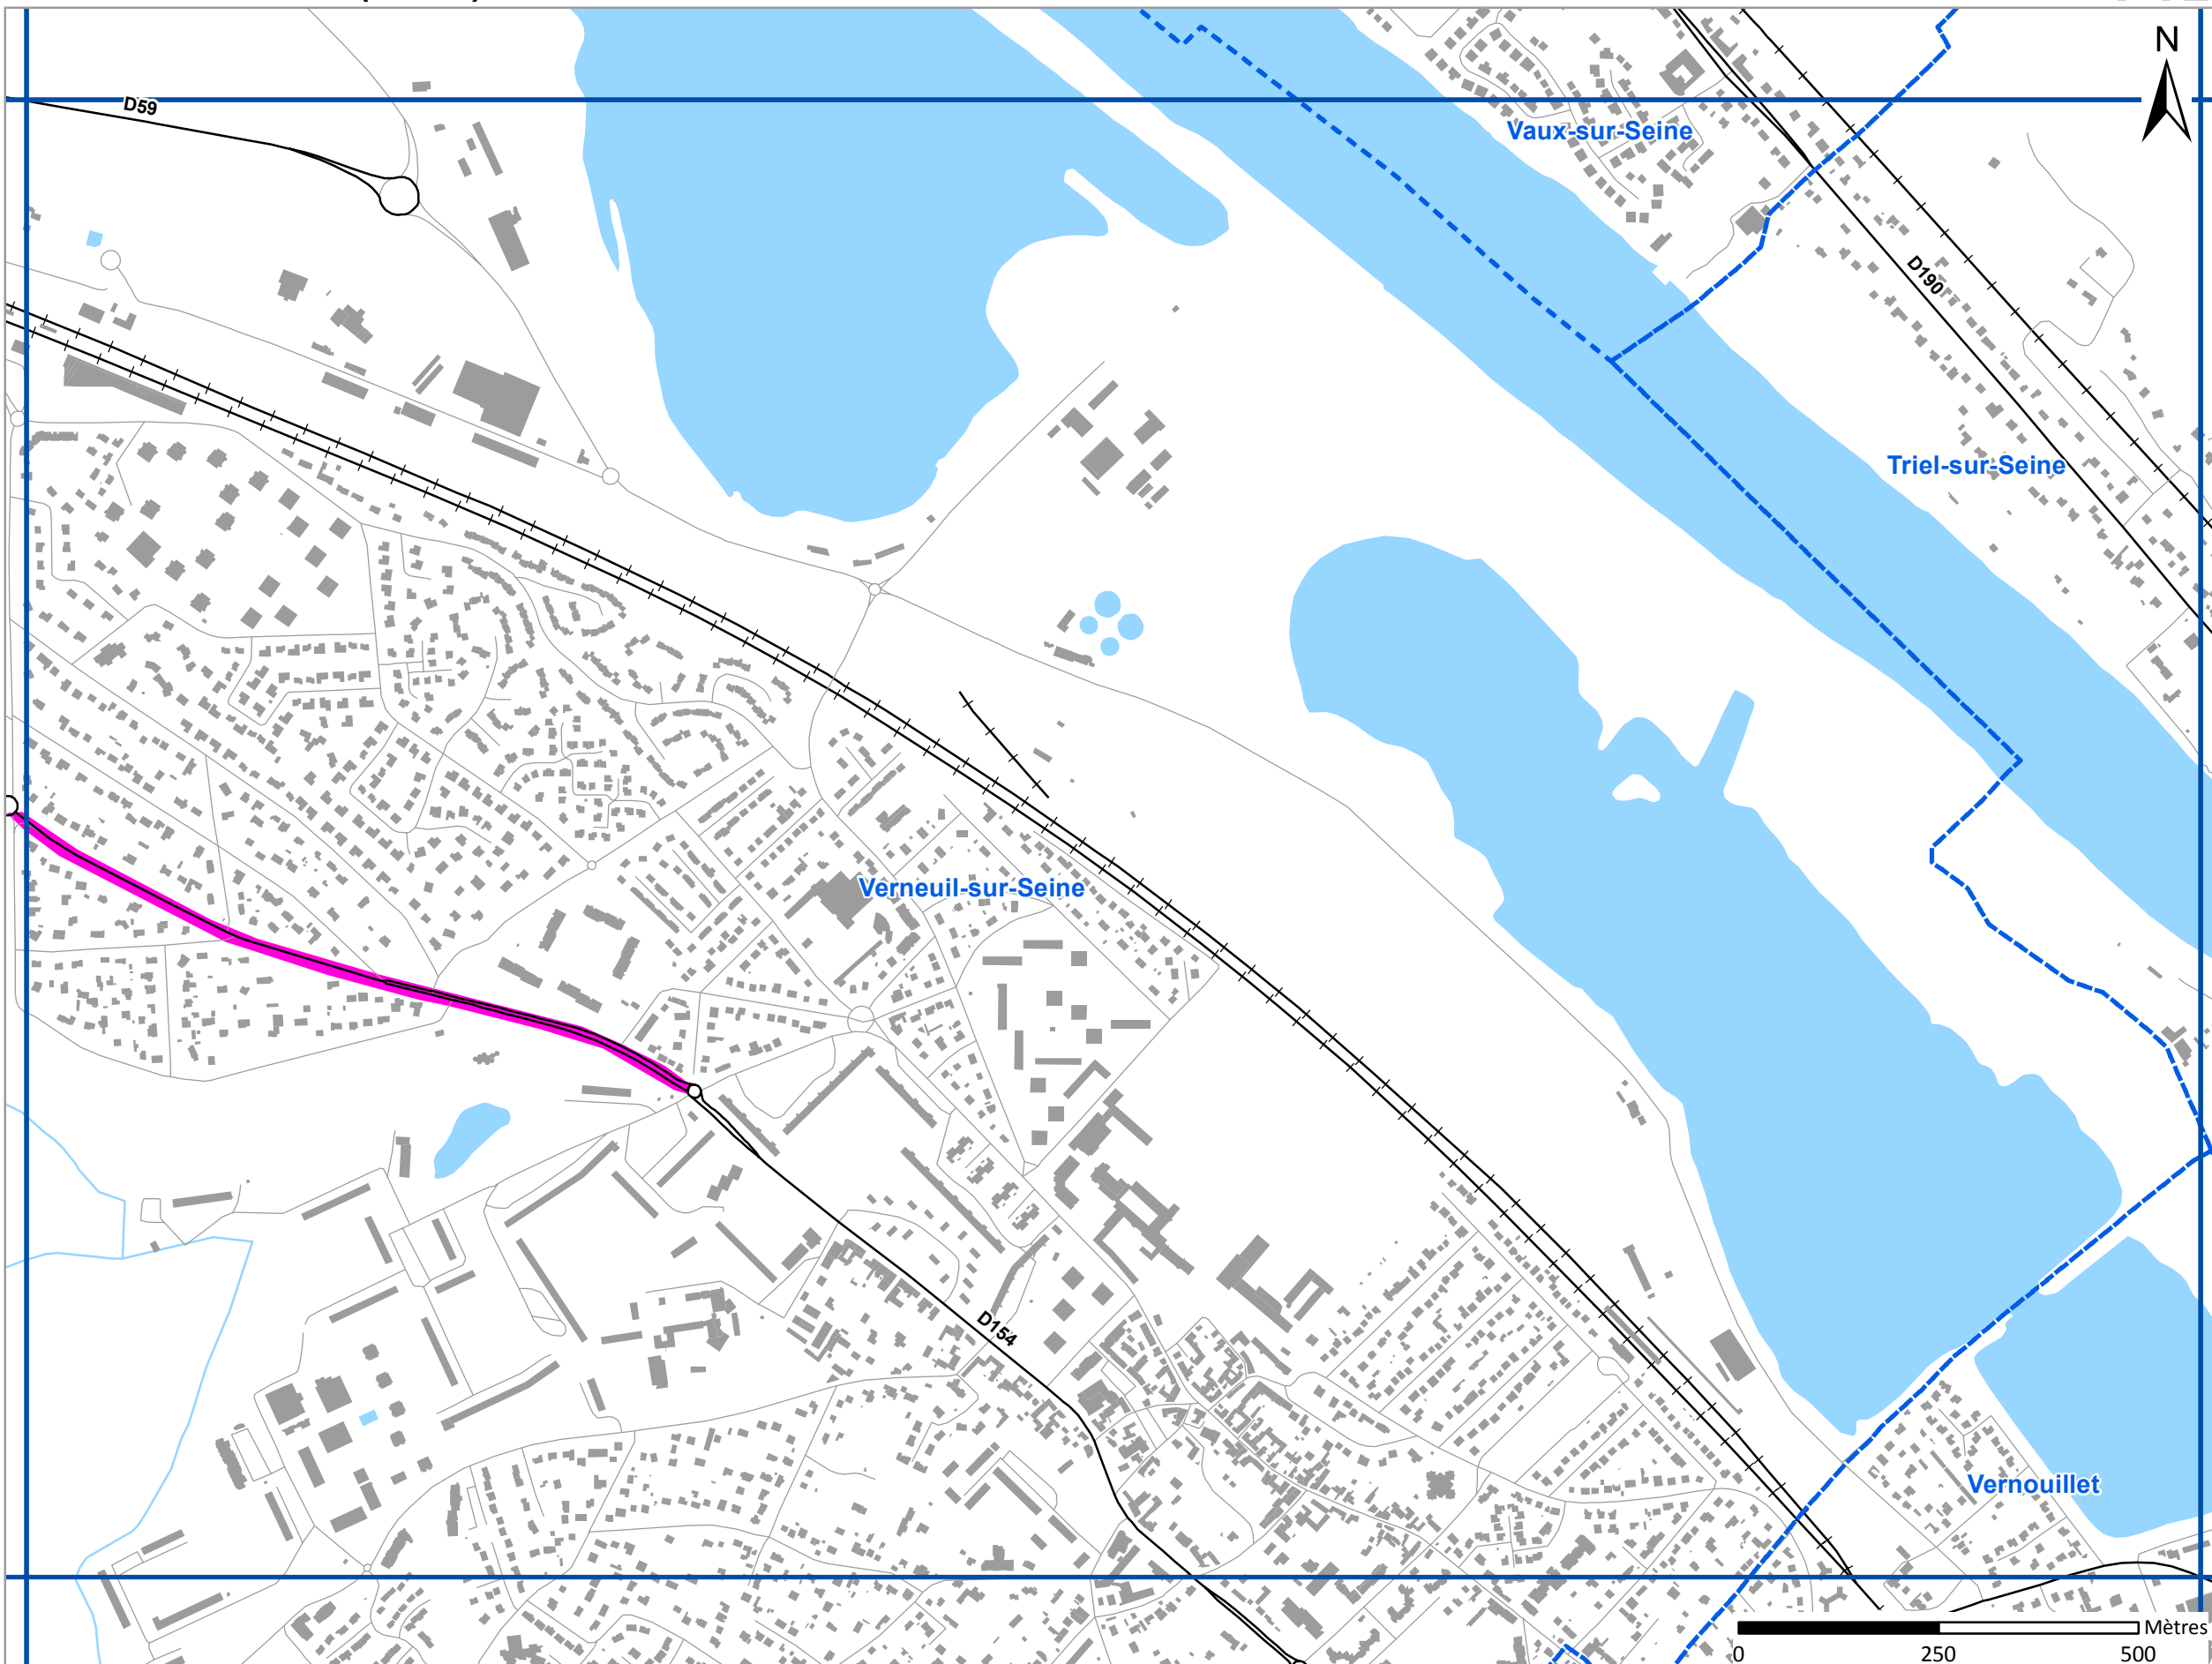 N
D59
Vaux-sur-Seine
D190
Triel-sur-Seine
Verneuil-sur-Seine
D154
Vernouillet
Mètres
0 250 500